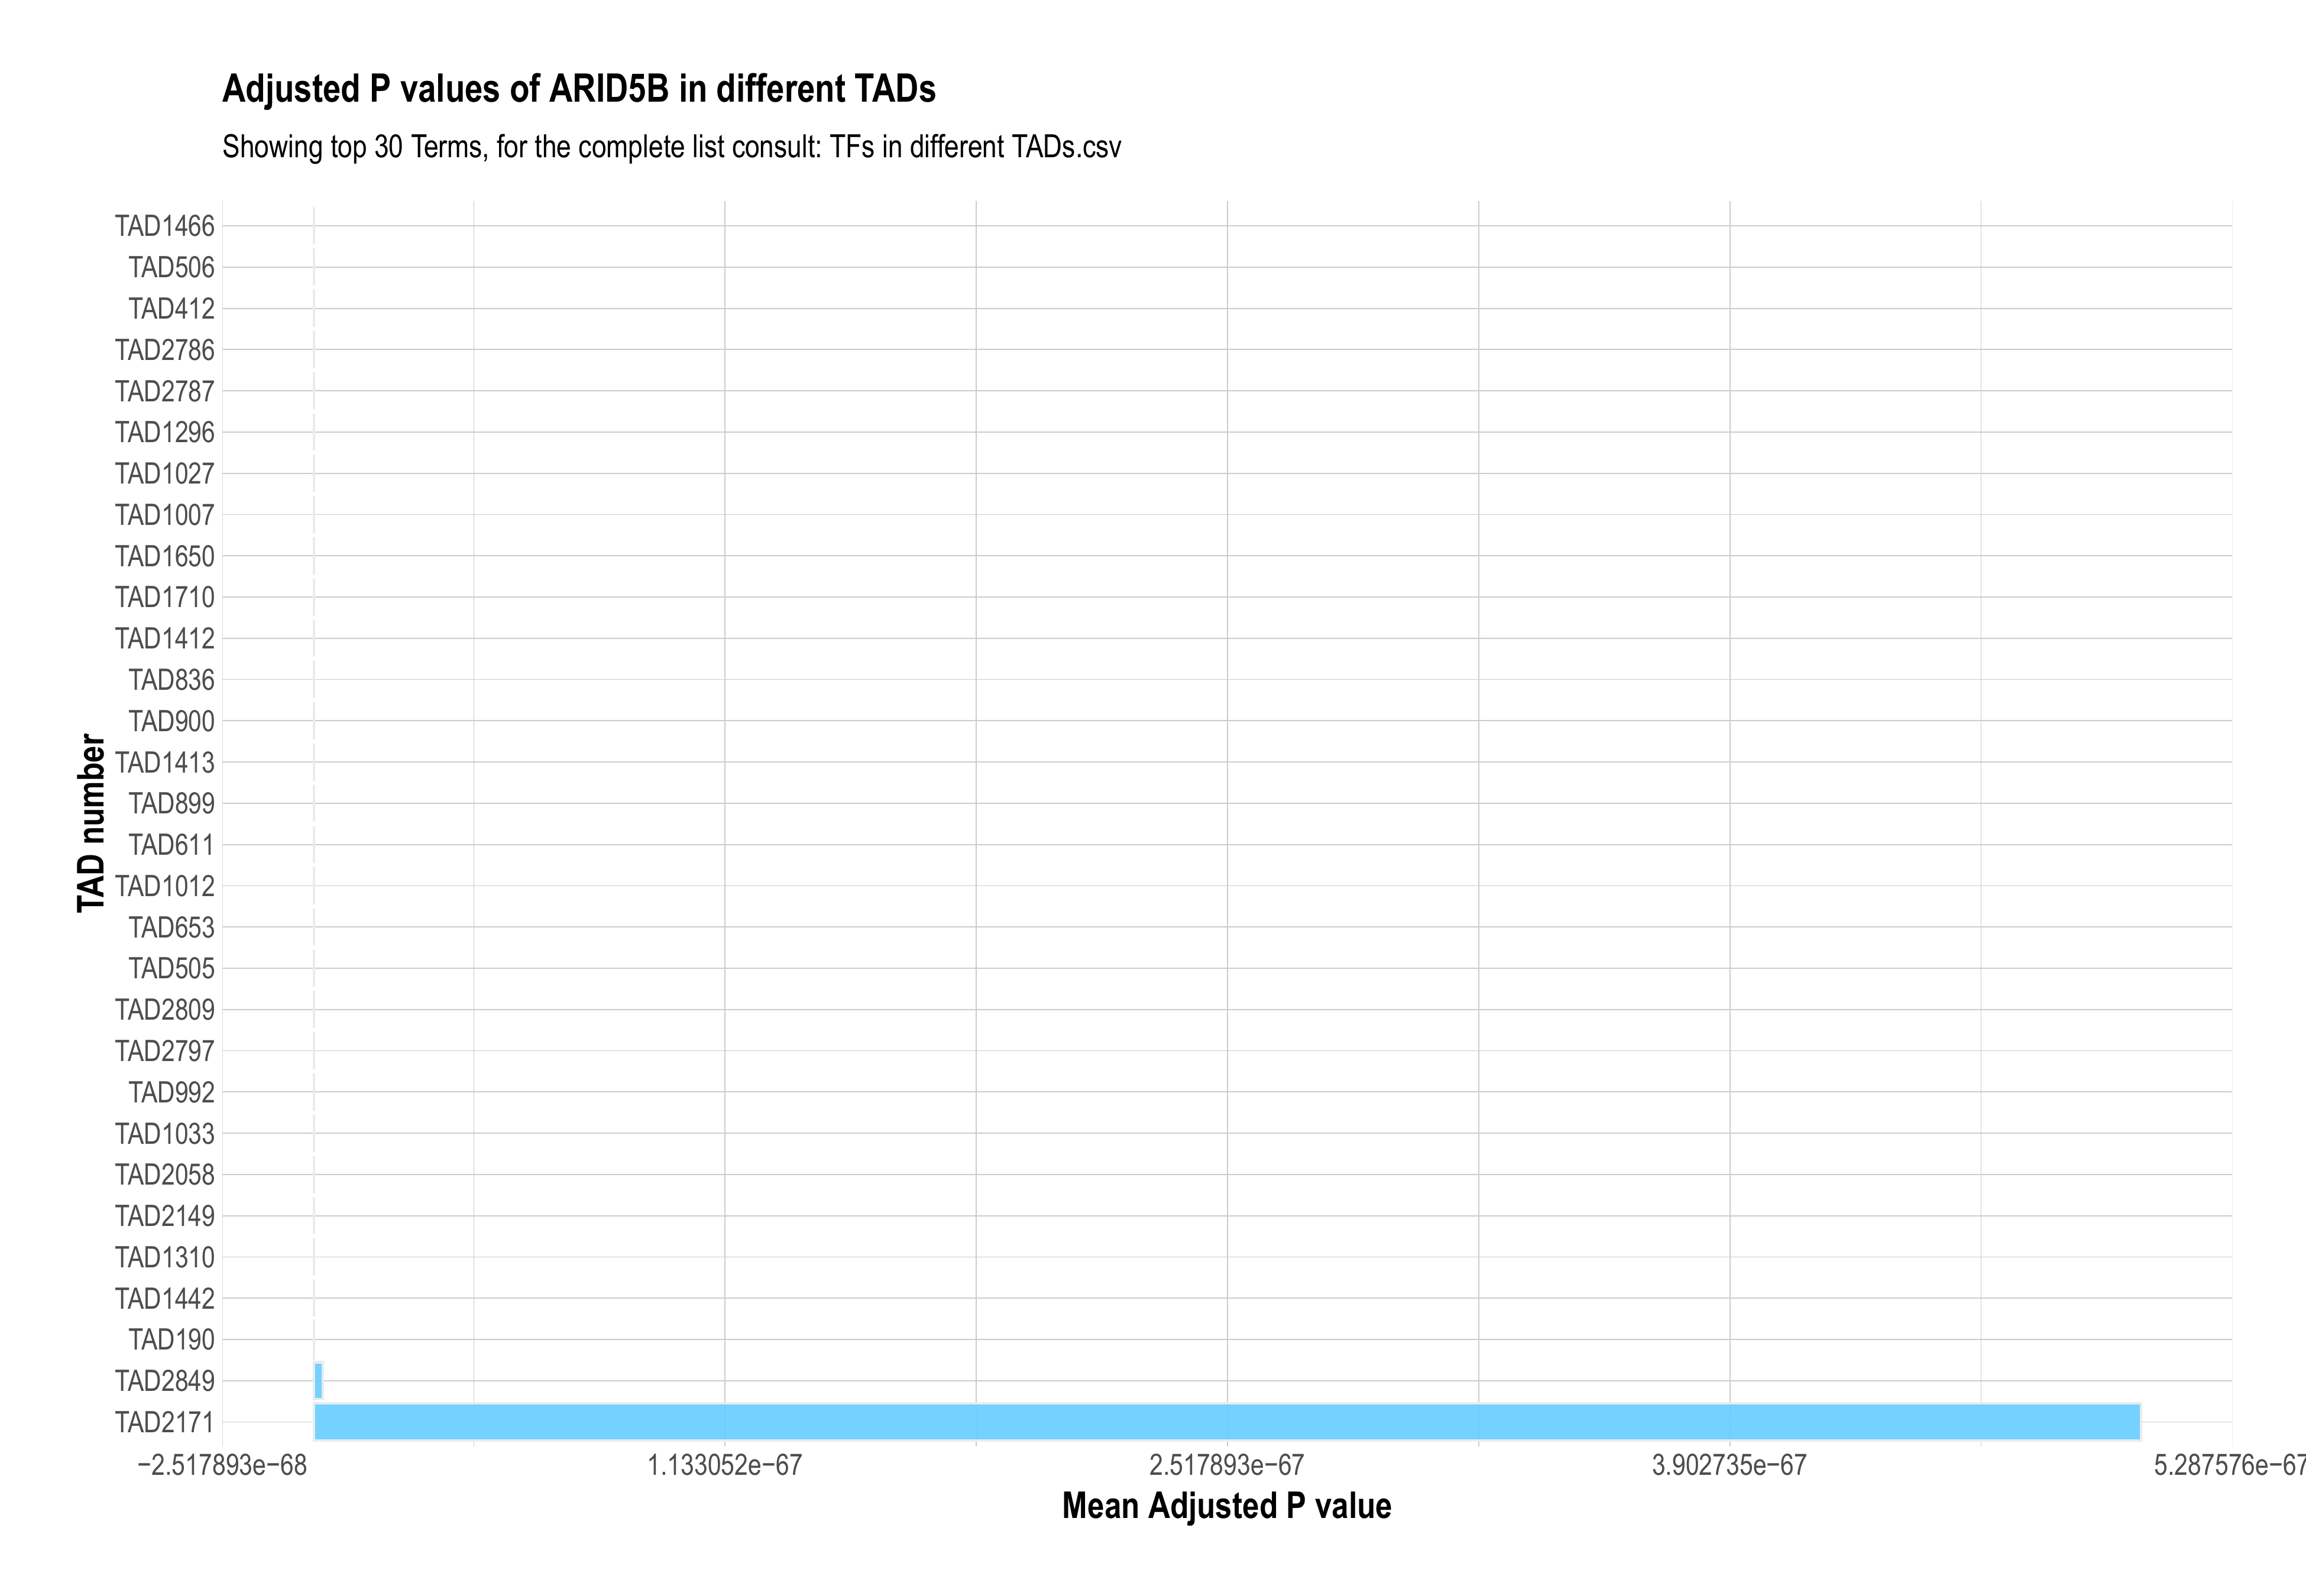 Adjusted P values of ARID5B in different TADs
Showing top 30 Terms, for the complete list consult: TFs in different TADs.csv
TAD1466
TAD506
TAD412
TAD2786
TAD2787
TAD1296
TAD1027
TAD1007
TAD1650
TAD1710
TAD1412
TAD836
TAD900
TAD1413
TAD899
TAD611
TAD1012
TAD653
TAD505
TAD2809
TAD2797
TAD992
TAD1033
TAD2058
TAD2149
TAD1310
TAD1442
TAD190
TAD2849
TAD2171
TAD number
−2.517893e−68 1.133052e−67 2.517893e−67 3.902735e−67 5.287576e−67
Mean Adjusted P value